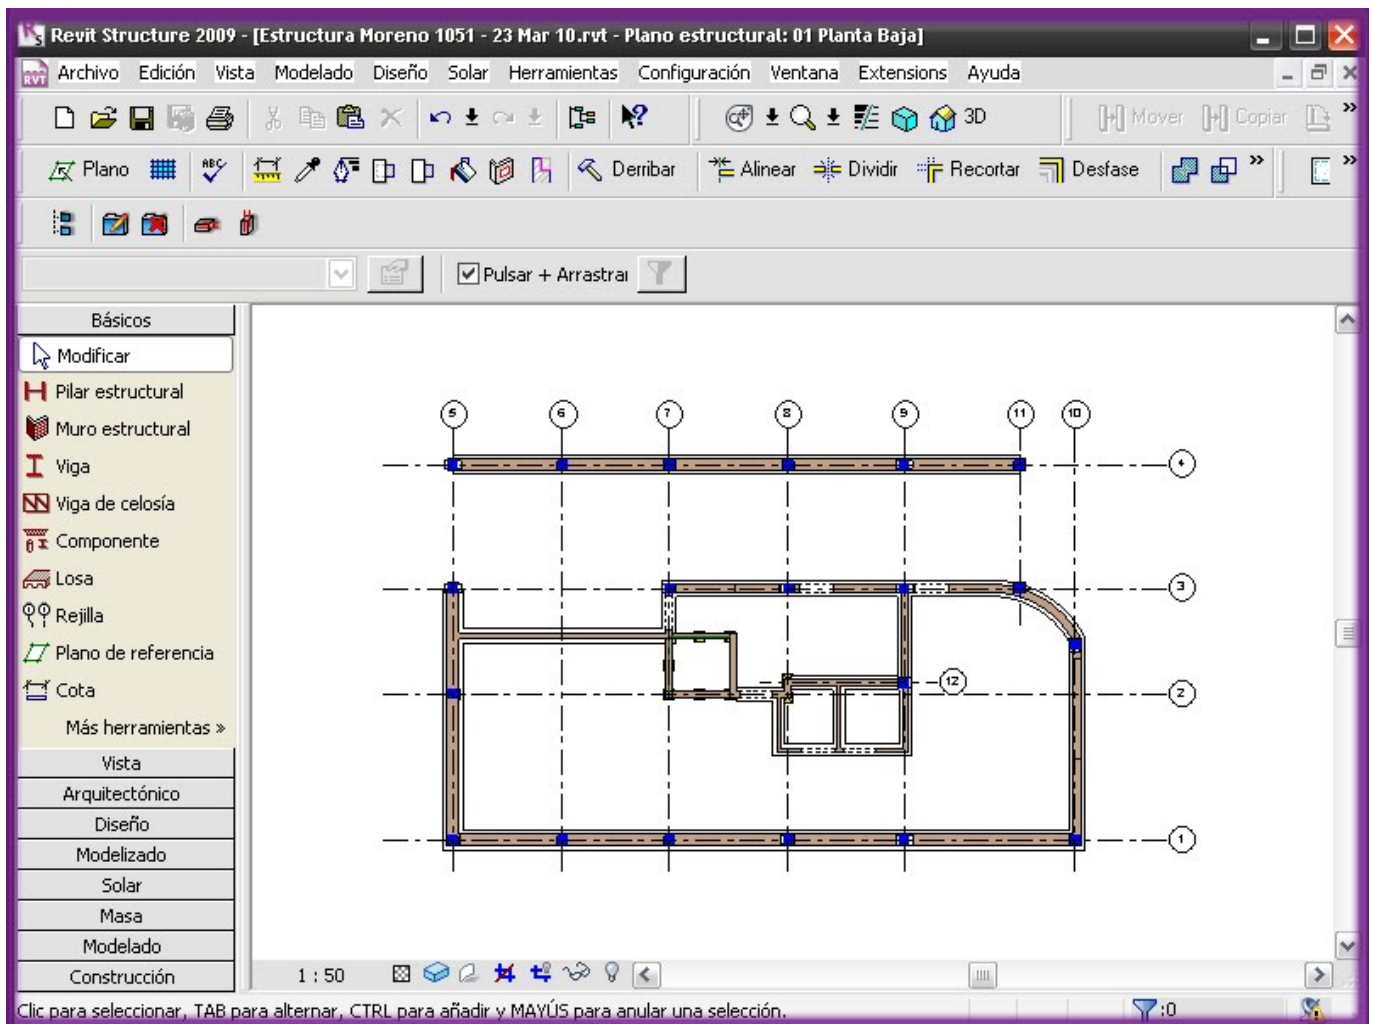 Revit Structure 2009 - [Estructura Moreno 1051 - 23 Mar 10.rvt - Plano estructural: 01 Planta Baja]
Archivo Edición Vista Modelado Diseño Solar Herramientas Configuración Ventana Extensions Ayuda
3D Mover Copiar »
Plano ABC Derribar Alinear Dividir Recortar Desfase » »
Pulsar + Arrastrar
Básicos
Modificar
Pilar estructural
Muro estructural
Viga
Viga de celosía
Componente
Losa
Rejilla
Plano de referencia
Cota
Más herramientas »
Vista
Arquitectónico
Diseño
Modelizado
Solar
Masa
Modelado
Construcción
5 6 7 8 9 11 10
4
3
12 2
1
1 : 50
Clic para seleccionar, TAB para alternar, CTRL para añadir y MAYÚS para anular una selección. :0